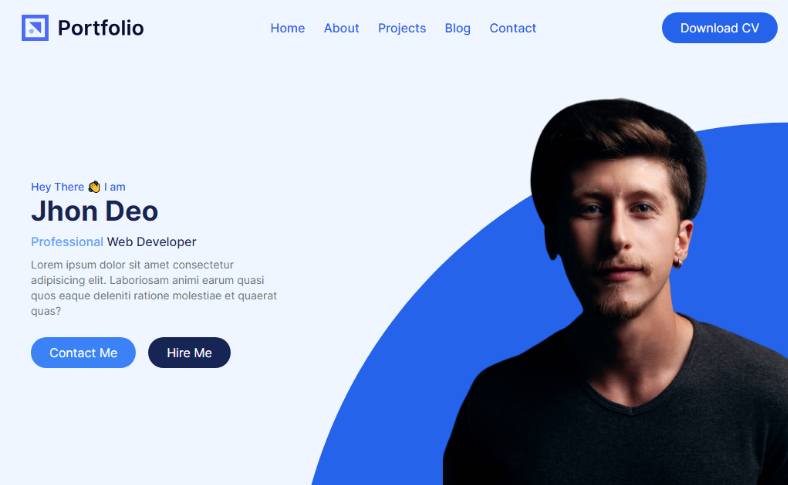 Portfolio
Home About Projects Blog Contact
Download CV
Hey There 👏 I am
Jhon Deo
Professional Web Developer
Lorem ipsum dolor sit amet consectetur
adipisicing elit. Laboriosam animi earum quasi
quos eaque deleniti ratione molestiae et quaerat
quas?
Contact Me
Hire Me